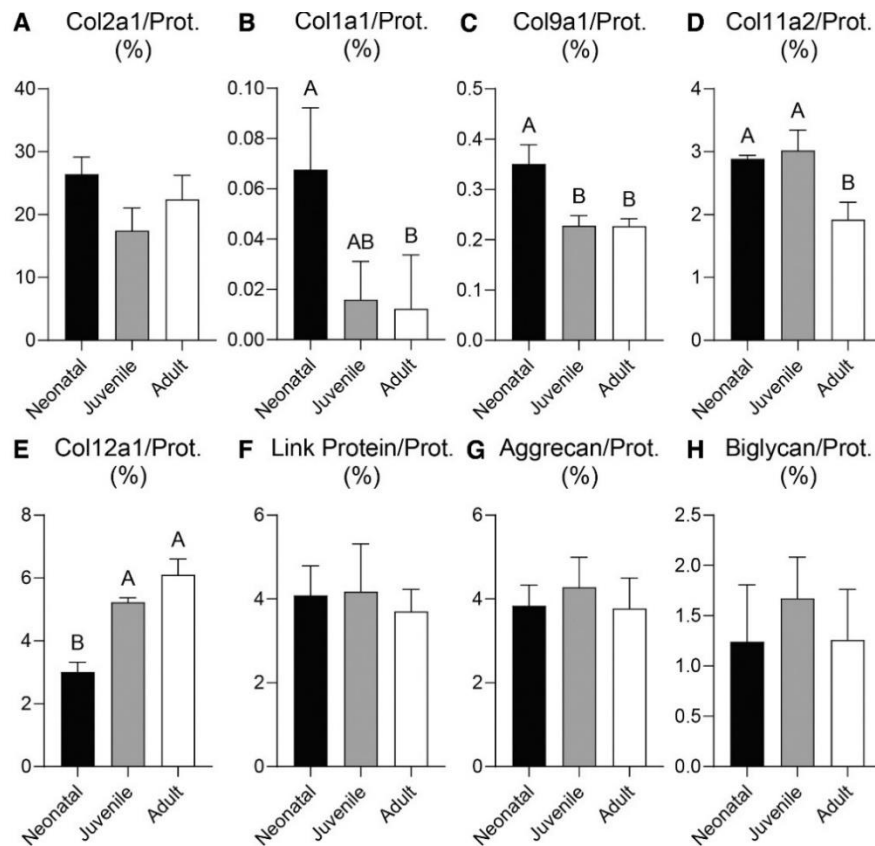 A Col2a1/Prot. (%)
B Col1a1/Prot. (%)
C Col9a1/Prot. (%)
D Col11a2/Prot. (%)
40
30
20
10
0
Neonatal
Juvenile
Adult
0.10
0.08
0.06
0.04
0.02
0.00
A
AB
B
Neonatal
Juvenile
Adult
0.5
0.4
0.3
0.2
0.1
0.0
A
B
B
Neonatal
Juvenile
Adult
4
3
2
1
0
A
A
B
Neonatal
Juvenile
Adult
E Col12a1/Prot. (%)
F Link Protein/Prot. (%)
G Aggrecan/Prot. (%)
H Biglycan/Prot. (%)
8
6
4
2
0
B
A
A
Neonatal
Juvenile
Adult
6
4
2
0
Neonatal
Juvenile
Adult
6
4
2
0
Neonatal
Juvenile
Adult
2.5
2.0
1.5
1.0
0.5
0.0
Neonatal
Juvenile
Adult